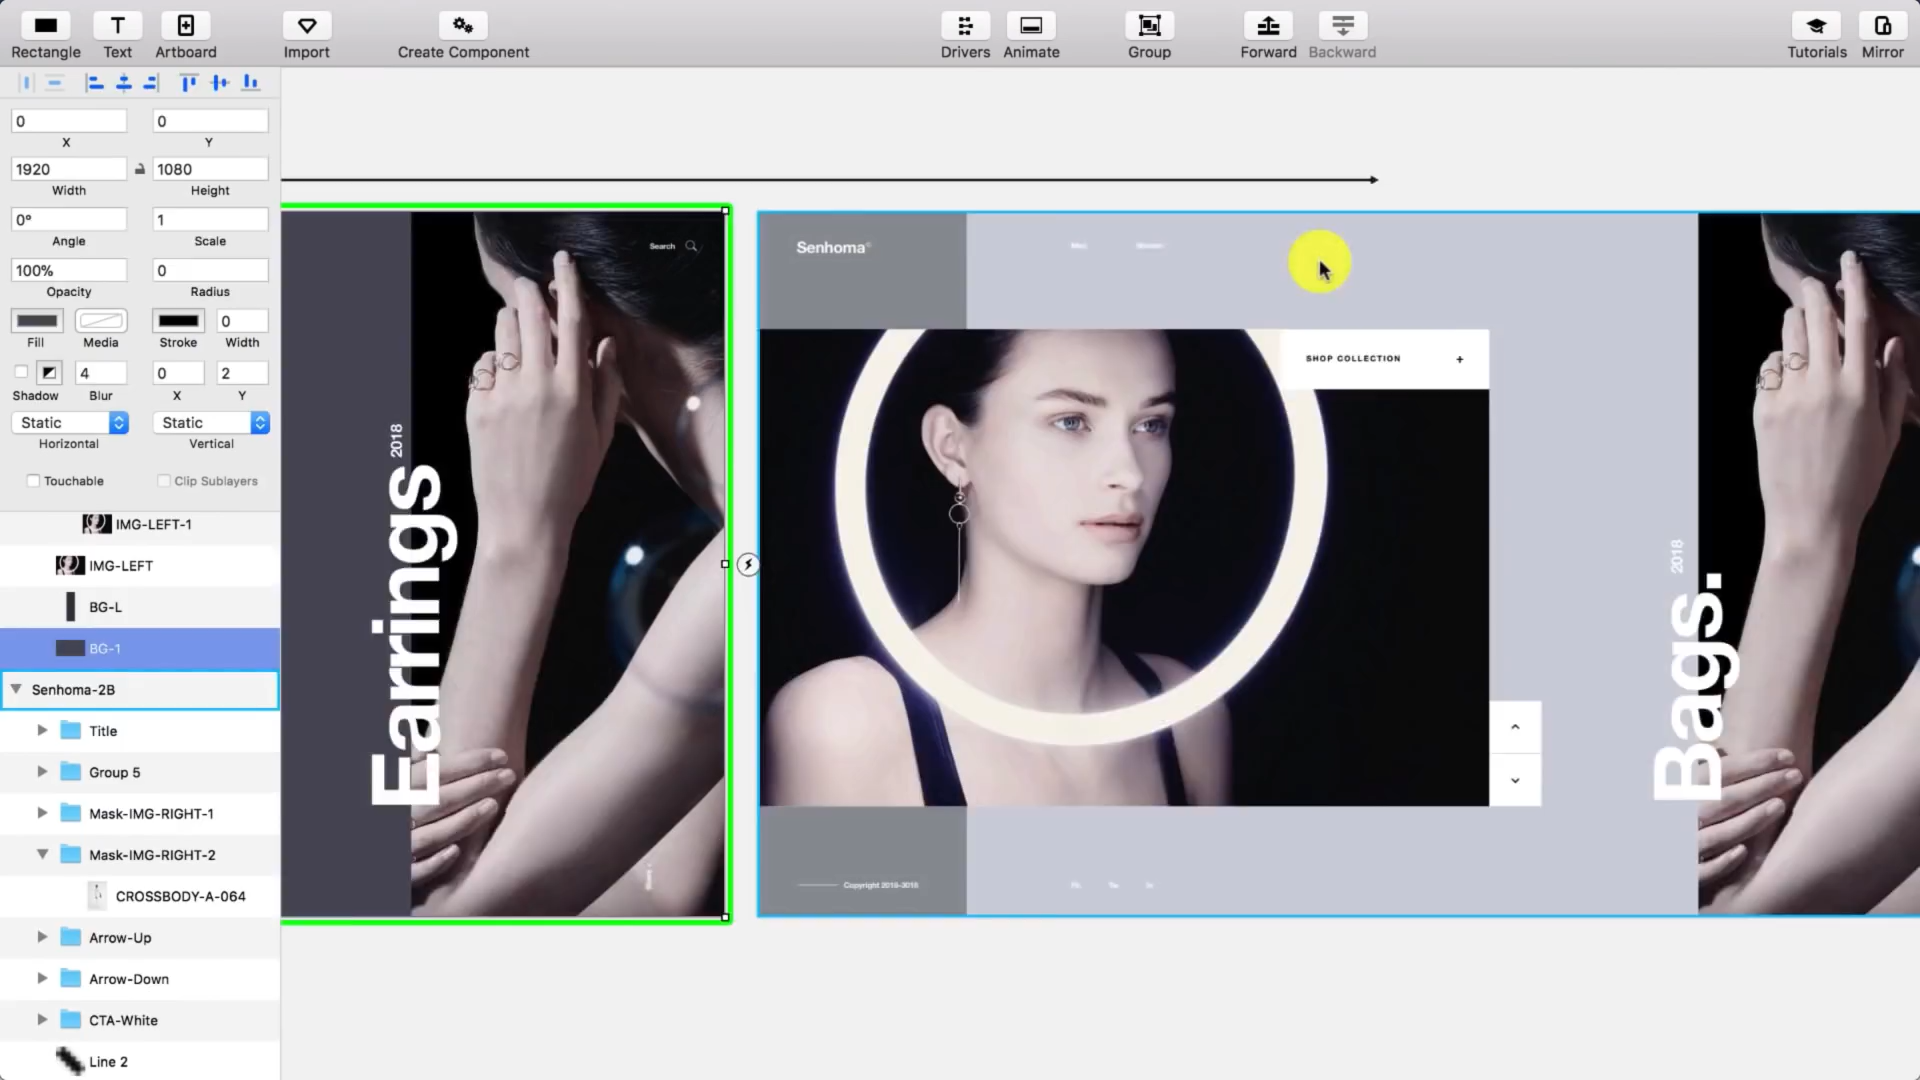 Rectangle
Text
Artboard
Import
Create Component
Drivers
Animate
Group
Forward
Backward
Tutorials
Mirror
0
0
X
Y
1920
1080
Width
Height
0°
1
Angle
Scale
100%
0
Opacity
Radius
0
Fill
Media
Stroke
Width
4
0
2
Shadow
Blur
X
Y
Static
Static
Horizontal
Vertical
Touchable
Clip Sublayers
IMG-LEFT-1
IMG-LEFT
BG-L
BG-1
Senhoma-2B
Title
Group 5
Mask-IMG-RIGHT-1
Mask-IMG-RIGHT-2
CROSSBODY-A-064
Arrow-Up
Arrow-Down
CTA-White
Line 2
Search
Earrings
2018
Senhoma©
SHOP COLLECTION
+
Copyright 2018-3018
Bags.
2018